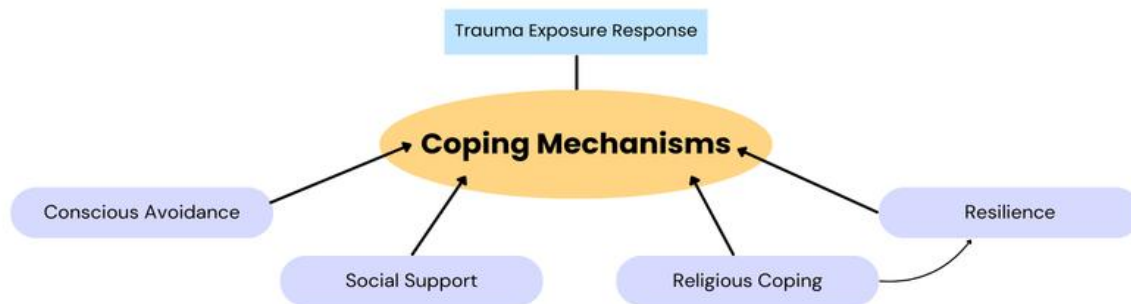 Trauma Exposure Response
Coping Mechanisms
Conscious Avoidance
Resilience
Social Support
Religious Coping